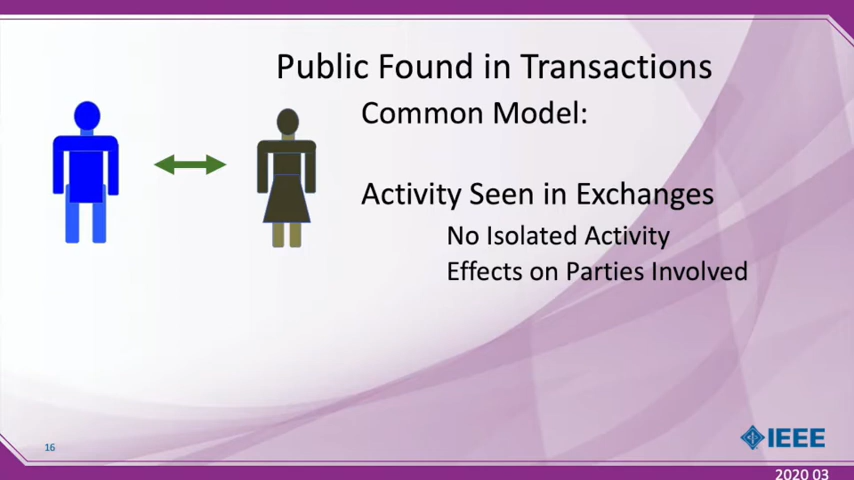 Public Found in Transactions
Common Model:
Activity Seen in Exchanges
No Isolated Activity
Effects on Parties Involved
16
IEEE
2020 03